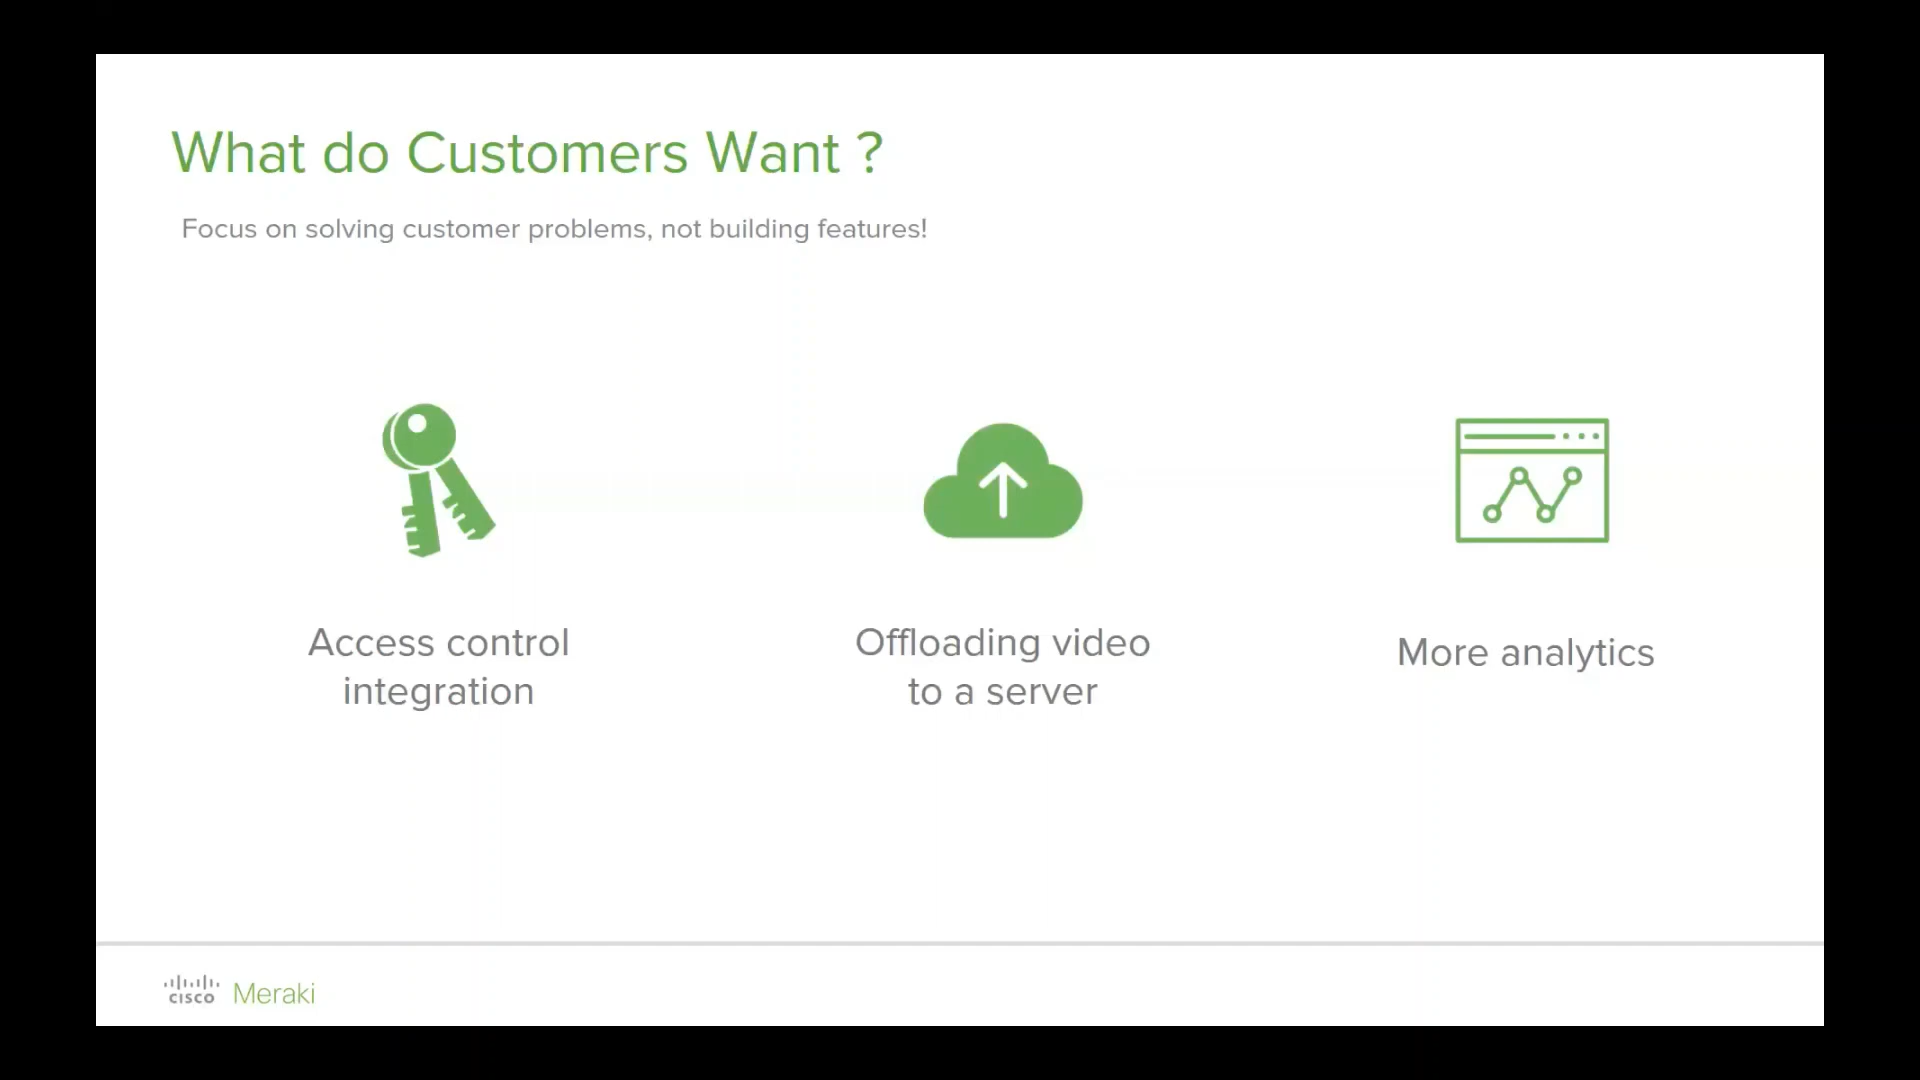 What do Customers Want ?
Focus on solving customer problems, not building features!
Access control
integration
Offloading video
to a server
More analytics
CISCO Meraki